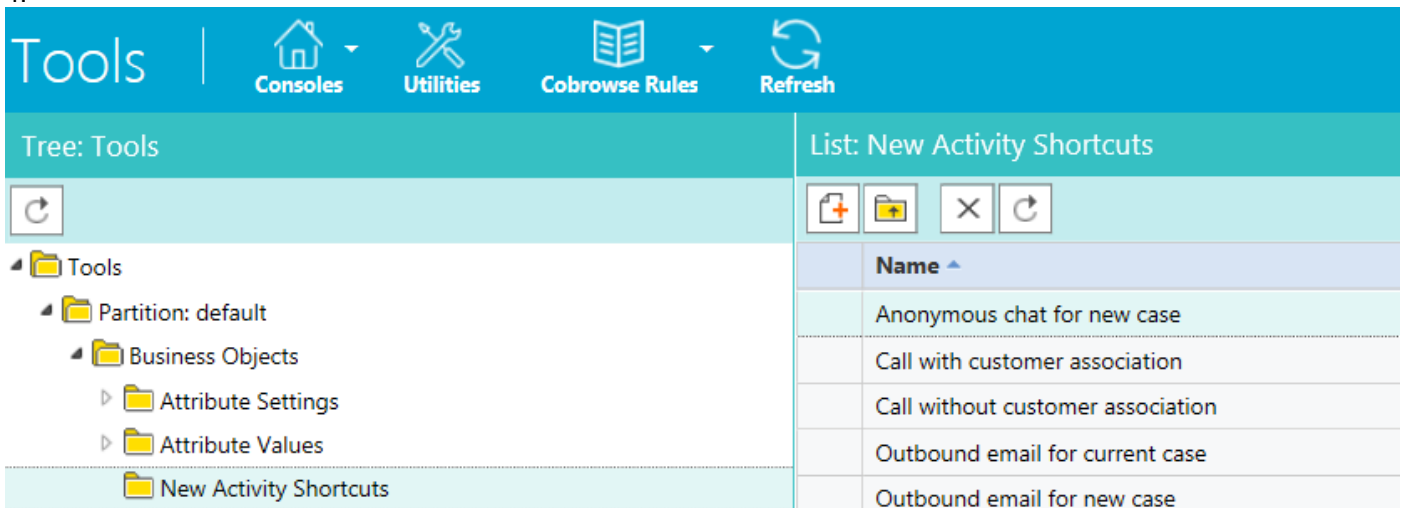 Tools
Consoles
Utilities
Cobrowse Rules
Refresh
Tree: Tools
List: New Activity Shortcuts
Tools
Partition: default
Business Objects
Attribute Settings
Attribute Values
New Activity Shortcuts
Name
Anonymous chat for new case
Call with customer association
Call without customer association
Outbound email for current case
Outbound email for new case